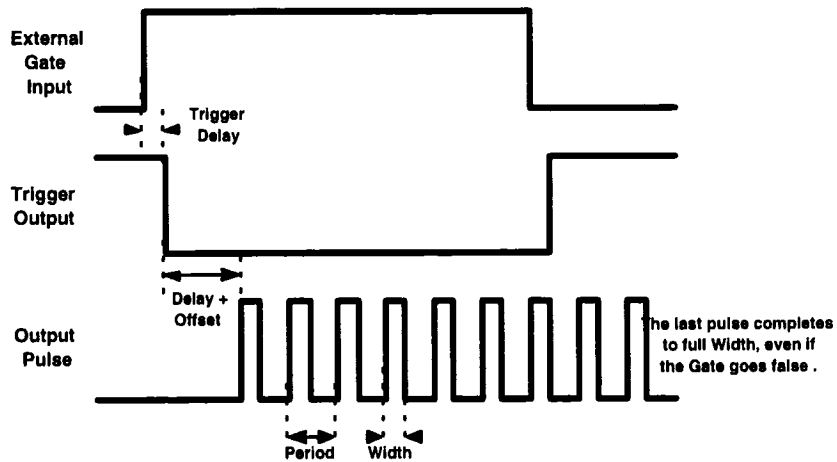 External
Gate
Input
Trigger
Delay
Trigger
Output
Delay +
Offset
Output
Pulse
The last pulse completes
to full Width, even if
the Gate goes false .
Period
Width